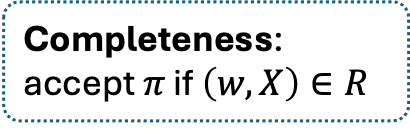 Completeness:
accept π if (w, X) ∈ R